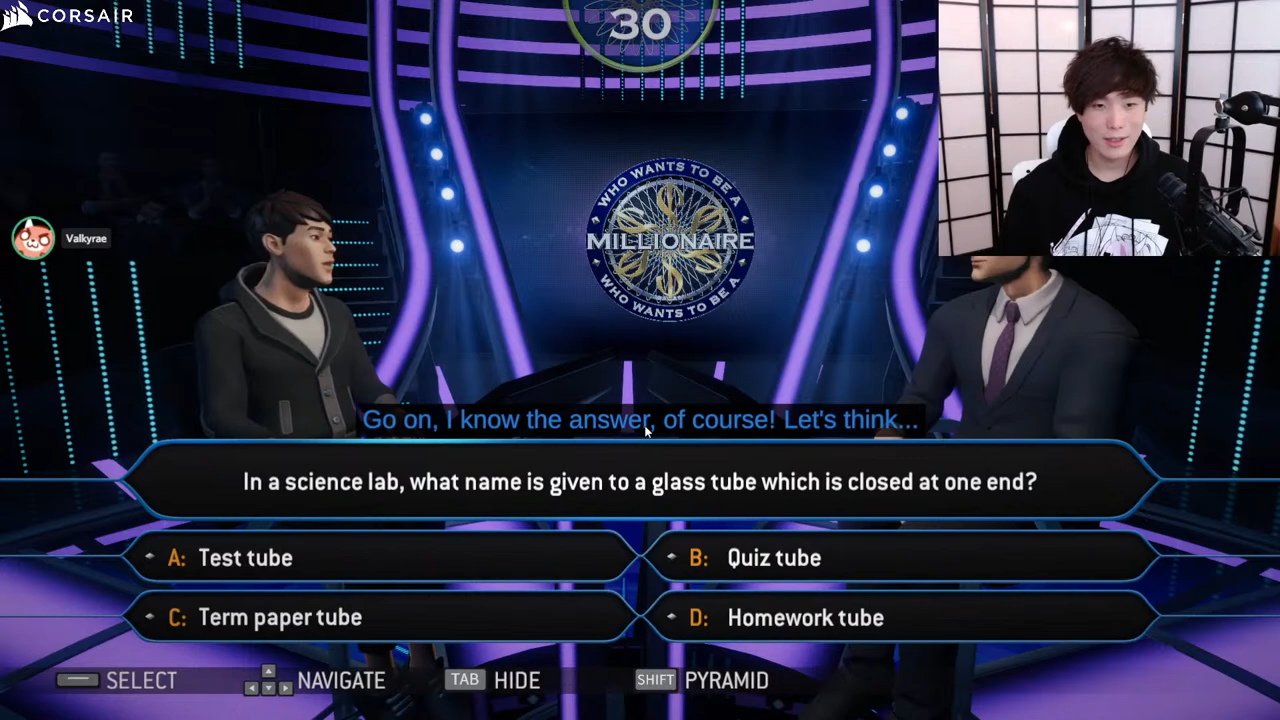 CORSAIR
30
WHO WANTS TO BE A
MILLIONAIRE
WHO WANTS TO BE A
Valkyrae
Go on, I know the answer, of course! Let's think...
In a science lab, what name is given to a glass tube which is closed at one end?
A: Test tube
B: Quiz tube
C: Term paper tube
D: Homework tube
SELECT
NAVIGATE
TAB HIDE
SHIFT PYRAMID